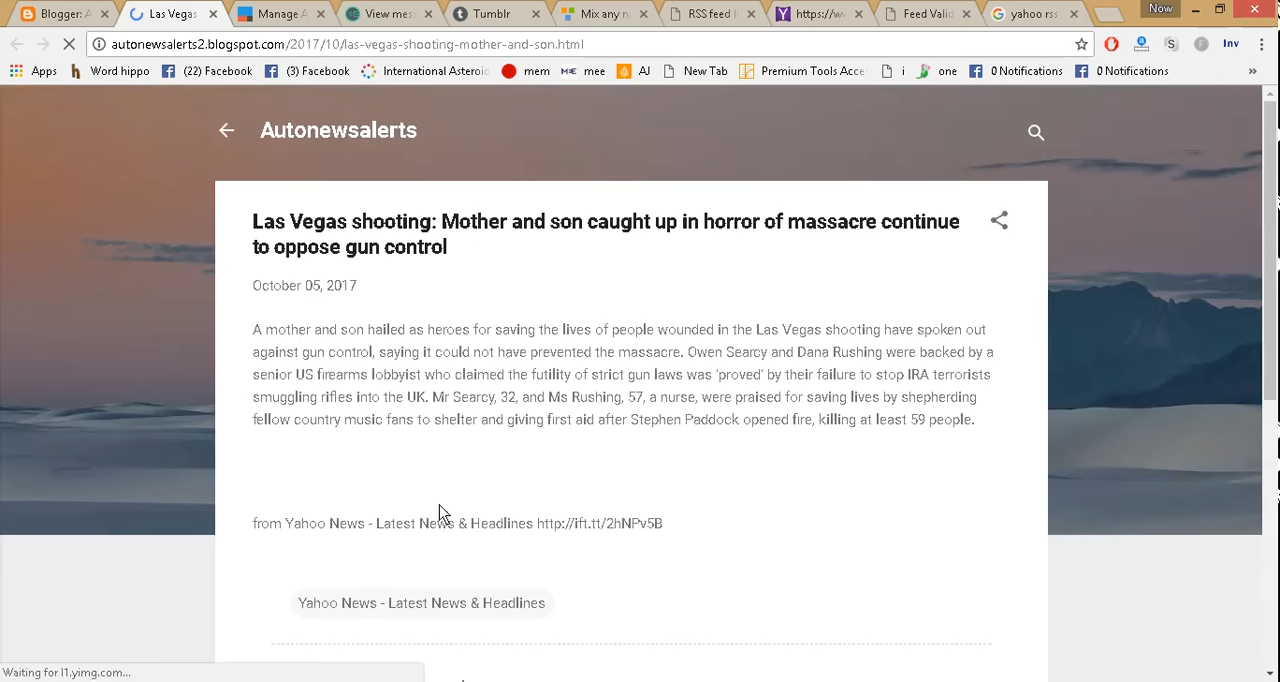 Blogger: A
Las Vegas
Manage A
View mes
Tumblr
Mix any n
RSS feed l
https://w
Feed Valid
yahoo rss
Now
autonewsalerts2.blogspot.com/2017/10/las-vegas-shooting-mother-and-son.html
Inv
Apps
Word hippo
(22) Facebook
(3) Facebook
International Asteroi
mem
mee
AI
New Tab
Premium Tools Acce
i
one
0 Notifications
0 Notifications
»
Autonewsalerts
Las Vegas shooting: Mother and son caught up in horror of massacre continue
to oppose gun control
October 05, 2017
A mother and son hailed as heroes for saving the lives of people wounded in the Las Vegas shooting have spoken out
against gun control, saying it could not have prevented the massacre. Owen Searcy and Dana Rushing were backed by a
senior US firearms lobbyist who claimed the futility of strict gun laws was 'proved' by their failure to stop IRA terrorists
smuggling rifles into the UK. Mr Searcy, 32, and Ms Rushing, 57, a nurse, were praised for saving lives by shepherding
fellow country music fans to shelter and giving first aid after Stephen Paddock opened fire, killing at least 59 people.
from Yahoo News - Latest News & Headlines http://ift.tt/2hNPv5B
Yahoo News - Latest News & Headlines
Waiting for l1.yimg.com...